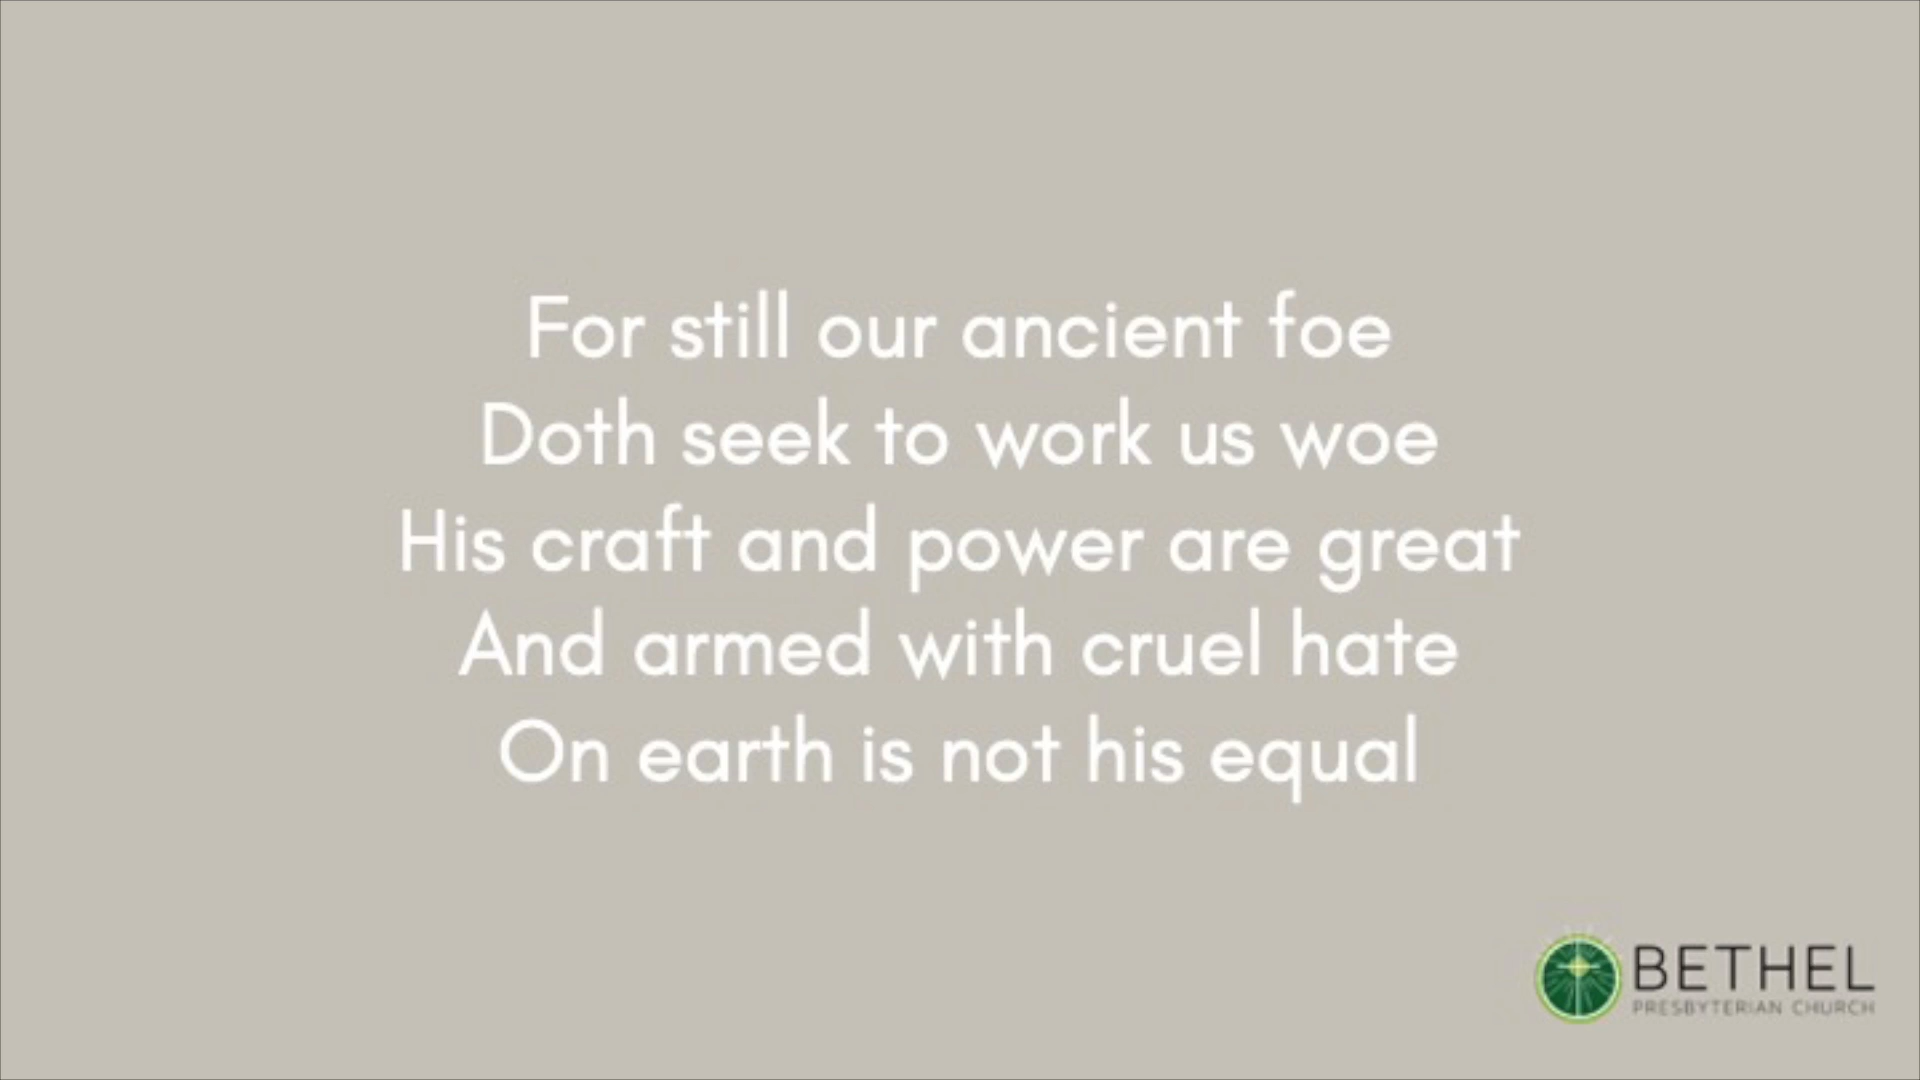 For still our ancient foe
Doth seek to work us woe
His craft and power are great
And armed with cruel hate
On earth is not his equal
BETHEL
PRESBYTERIAN CHURCH